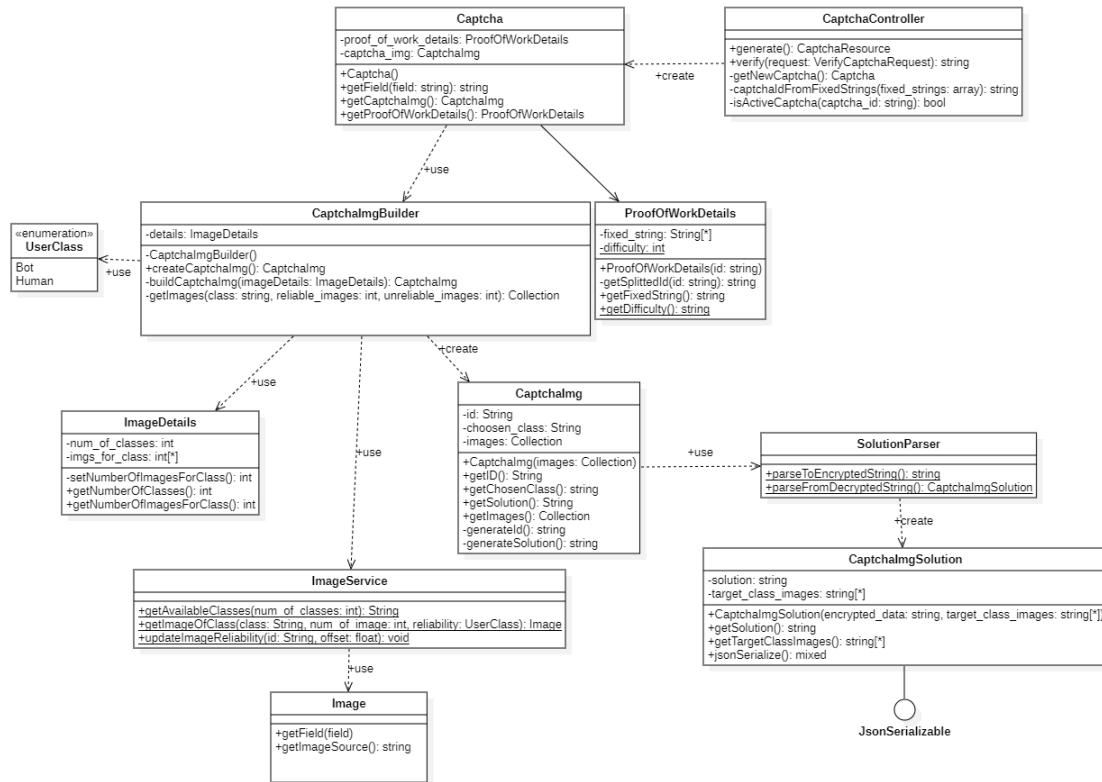 Captcha
-proof_of_work_details: ProofOfWorkDetails
-captcha_img: CaptchaImg
+Captcha()
+getField(field: string): string
+getCaptchaImg(): CaptchaImg
+getProofOfWorkDetails(): ProofOfWorkDetails
CaptchaController
+generate(): CaptchaResource
+verify(request: VerifyCaptchaRequest): string
-getNewCaptcha(): Captcha
-captchaIdFromFixedStrings(fixed_strings: array): string
-isActiveCaptcha(captcha_id: string): bool
+create
+use
«enumeration»
UserClass
Bot
Human
+use
CaptchaImgBuilder
-details: ImageDetails
-CaptchaImgBuilder()
+createCaptchaImg(): CaptchaImg
-buildCaptchaImg(imageDetails: ImageDetails): CaptchaImg
-getImages(class: string, reliable_images: int, unreliable_images: int): Collection
ProofOfWorkDetails
-fixed_string: String[*]
-difficulty: int
+ProofOfWorkDetails(id: string)
-getSplittedId(id: string): string
+getFixedString(): string
+getDifficulty(): string
+create
+use
+use
ImageDetails
-num_of_classes: int
-imgs_for_class: int[*]
-setNumberOfImagesForClass(): int
+getNumberOfClasses(): int
+getNumberOfImagesForClass(): int
CaptchaImg
-id: String
-choosen_class: String
-images: Collection
+CaptchaImg(images: Collection)
+getID(): String
+getChosenClass(): string
+getSolution(): String
+getImages(): Collection
-generateId(): string
-generateSolution(): string
+use
SolutionParser
+parseToEncryptedString(): string
+parseFromDecryptedString(): CaptchaImgSolution
+create
CaptchaImgSolution
-solution: string
-target_class_images: string[*]
+CaptchaImgSolution(encrypted_data: string, target_class_images: string[*])
+getSolution(): string
+getTargetClassImages(): string[*]
+jsonSerialize(): mixed
JsonSerializable
ImageService
+getAvailableClasses(num_of_classes: int): String
+getImageOfClass(class: String, num_of_image: int, reliability: UserClass): Image
+updateImageReliability(id: String, offset: float): void
+use
Image
+getField(field)
+getImageSource(): string